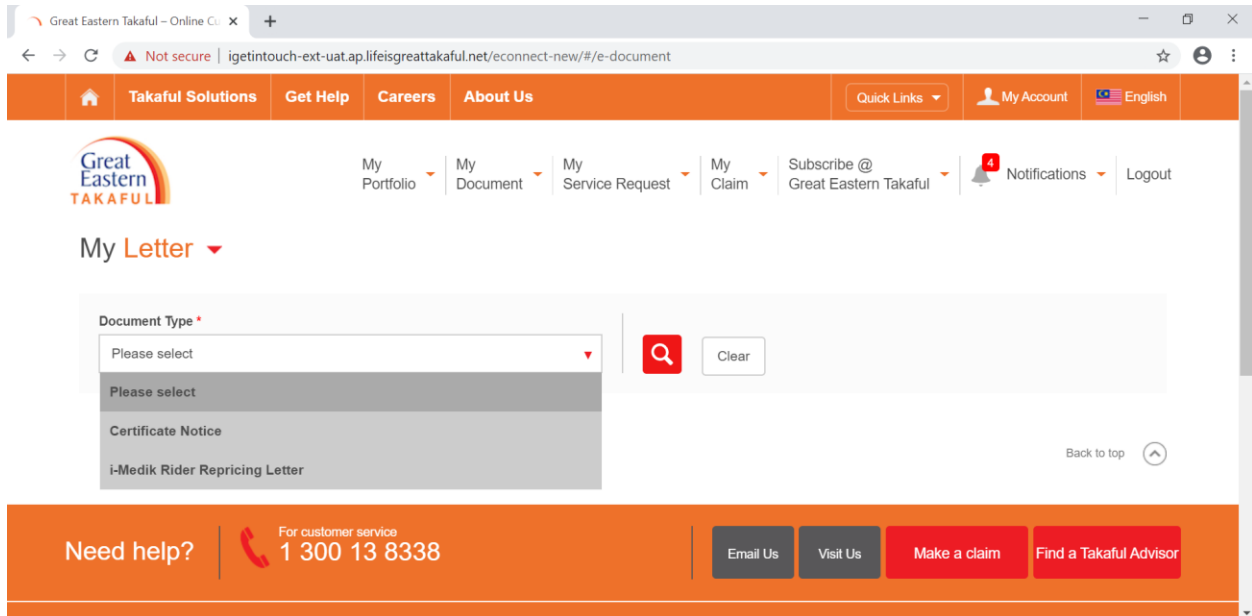 Great Eastern Takaful – Online Cu
Not secure | igetintouch-ext-uat.ap.lifeisgreattakaful.net/econnect-new/#/e-document
Takaful Solutions Get Help Careers About Us Quick Links My Account English
Great
Eastern
TAKAFUL
My
Portfolio
My
Document
My
Service Request
My
Claim
Subscribe @
Great Eastern Takaful
4
Notifications
Logout
My Letter
Document Type *
Please select
Clear
Please select
Certificate Notice
i-Medik Rider Repricing Letter
Back to top
Need help?
For customer service
1 300 13 8338
Email Us Visit Us Make a claim Find a Takaful Advisor